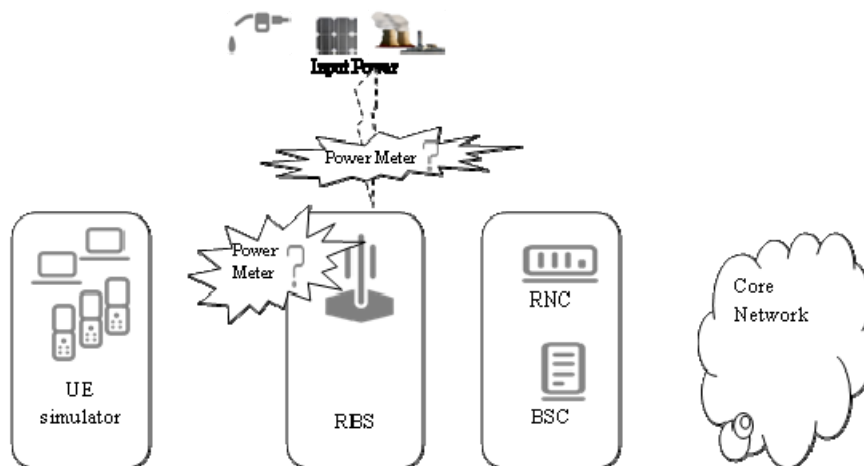 Input Power
Power Meter ?
Power
Meter ?
UE
simulator
RBS
RNC
BSC
Core
Network